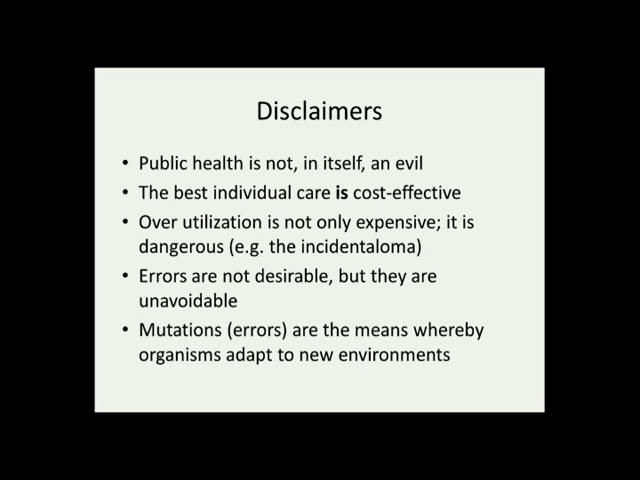 Disclaimers
• Public health is not, in itself, an evil
• The best individual care is cost-effective
• Over utilization is not only expensive; it is
dangerous (e.g. the incidentaloma)
• Errors are not desirable, but they are
unavoidable
• Mutations (errors) are the means whereby
organisms adapt to new environments